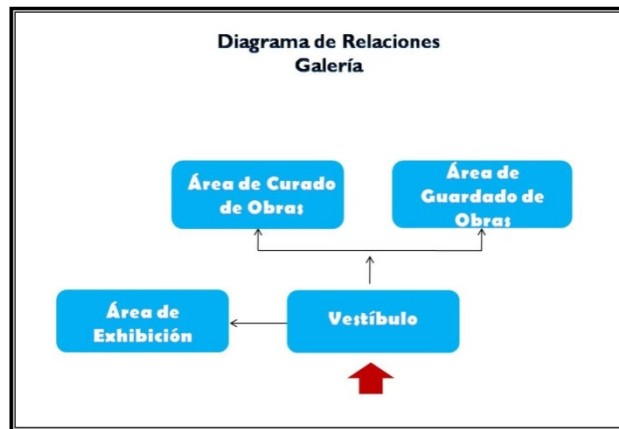 Diagrama de Relaciones
Galería
Área de Curado
de Obras
Área de
Guardado de
Obras
Área de
Exhibición
Vestíbulo